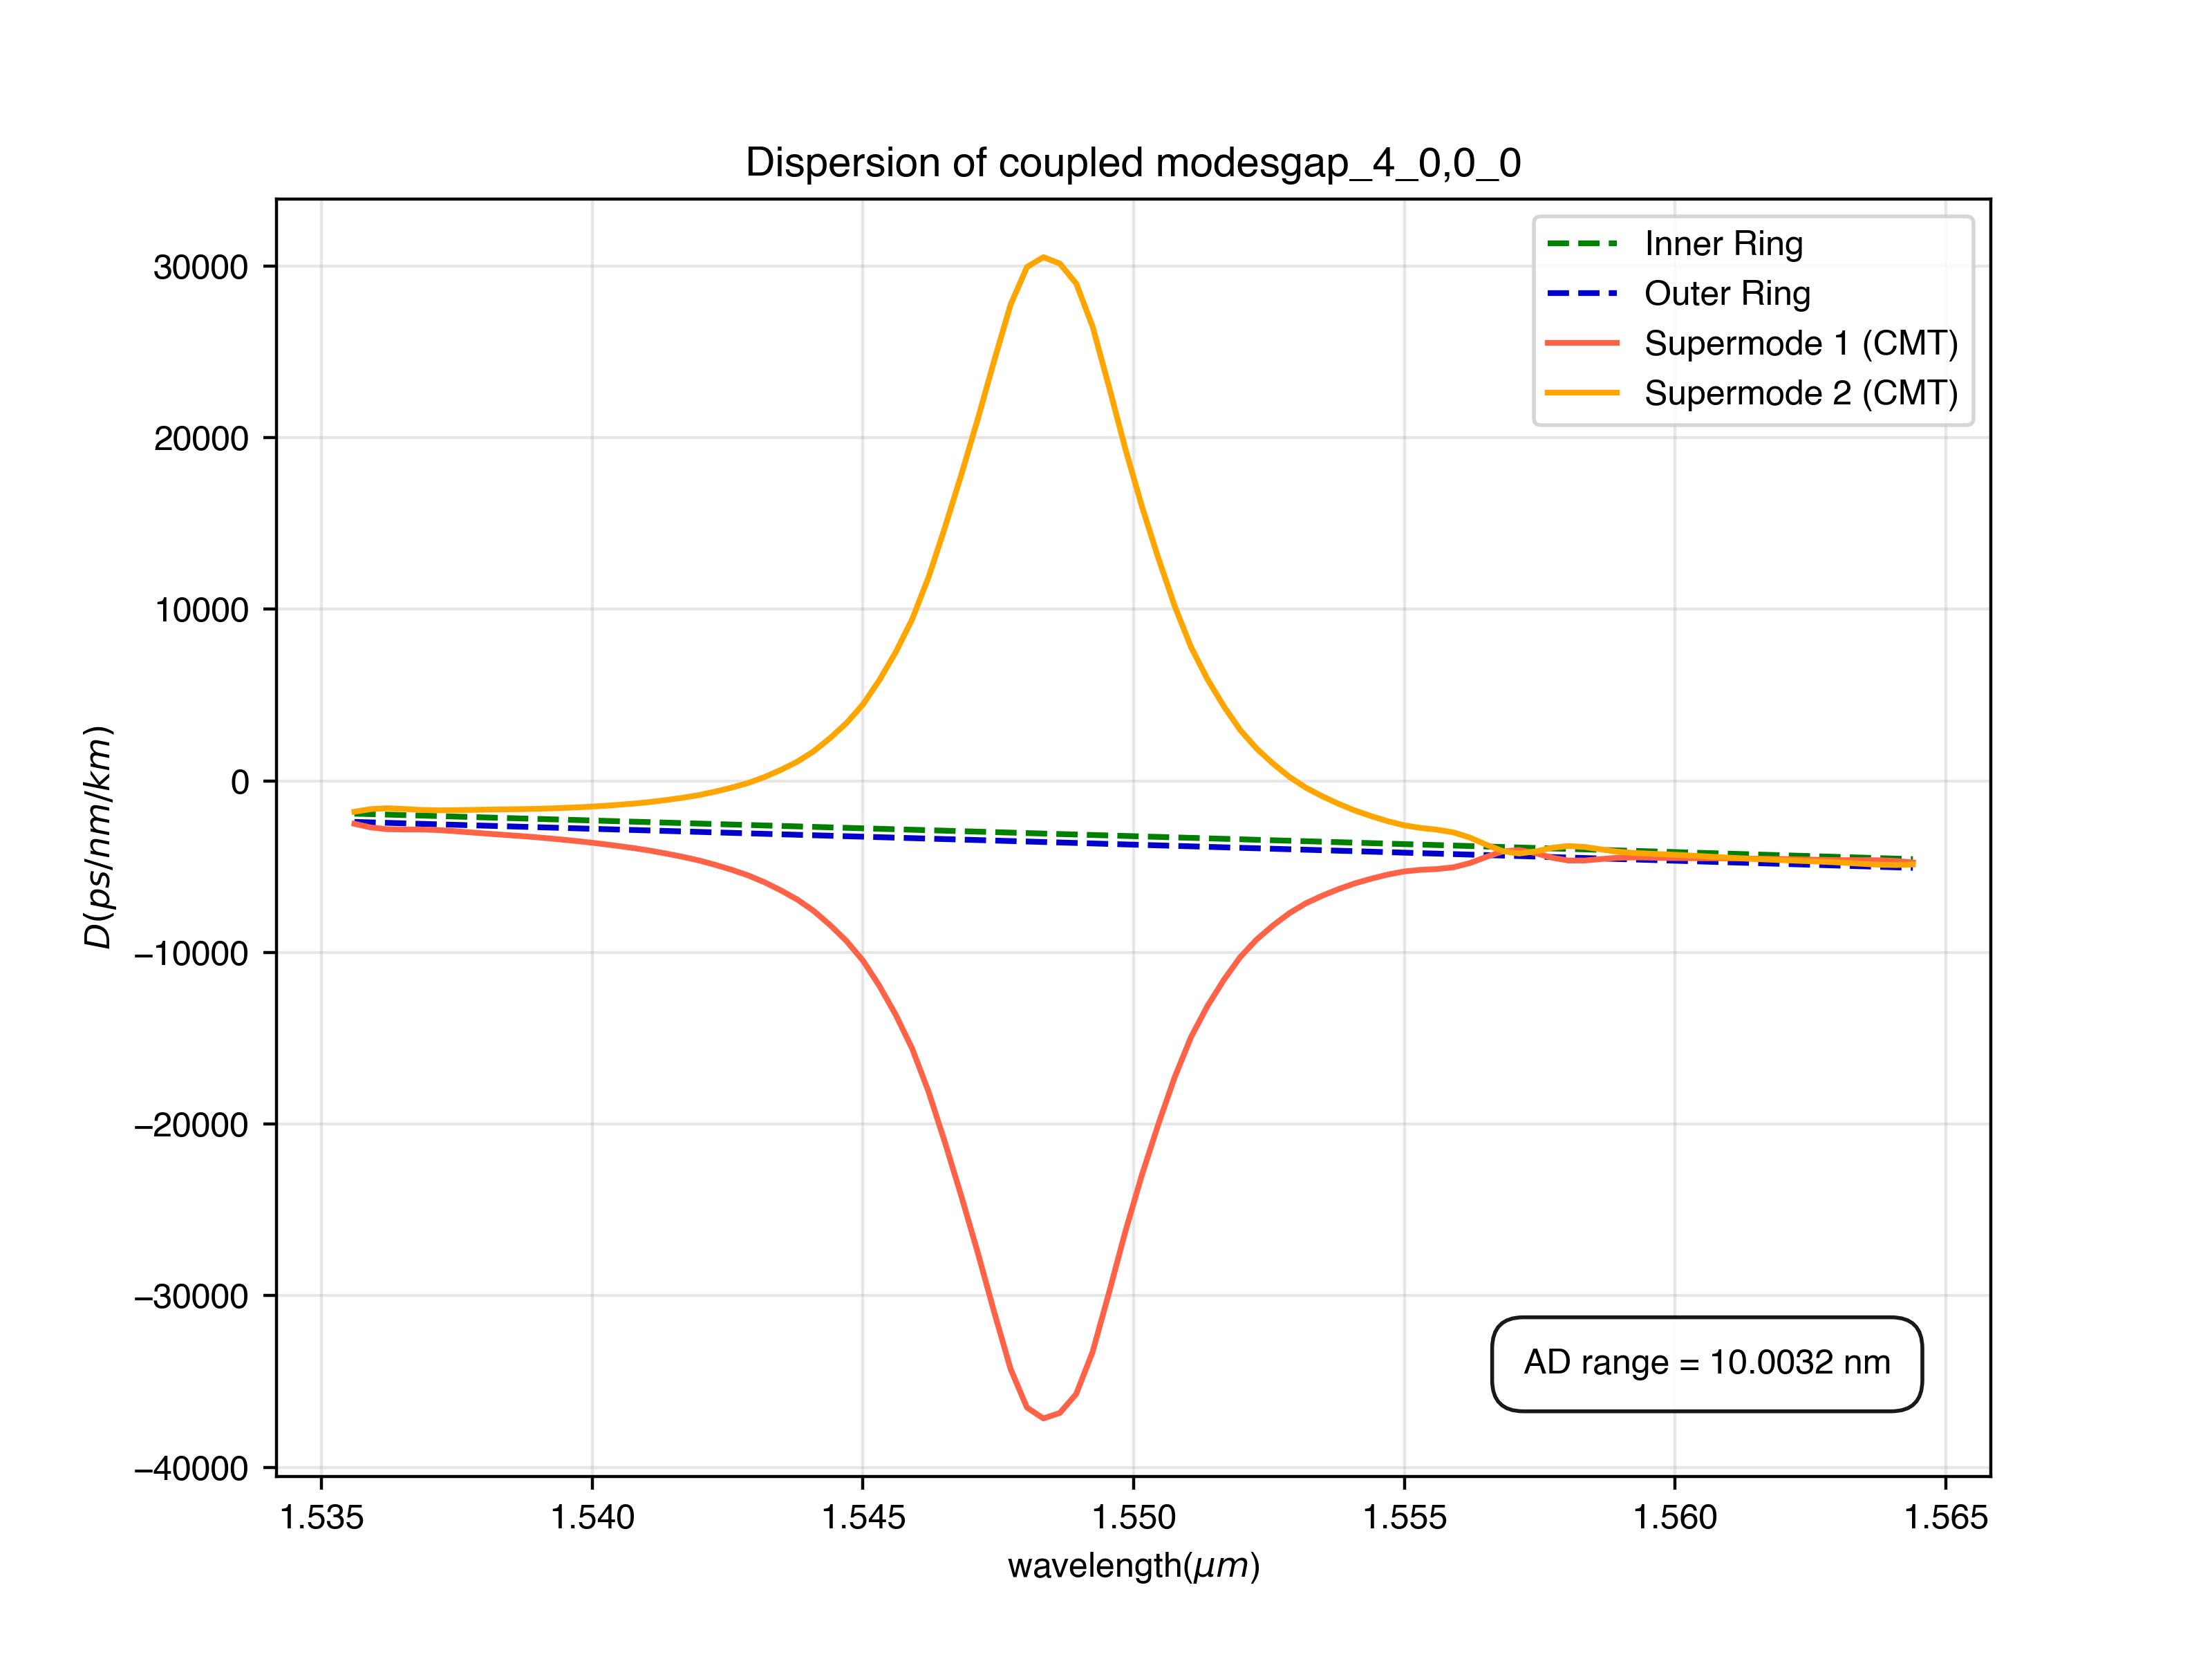 Dispersion of coupled modesgap_4_0,0_0
Inner Ring
Outer Ring
Supermode 1 (CMT)
Supermode 2 (CMT)
30000
20000
10000
0
−10000
−20000
−30000
−40000
D(ps/nm/km)
AD range = 10.0032 nm
1.535 1.540 1.545 1.550 1.555 1.560 1.565
wavelength(μm)